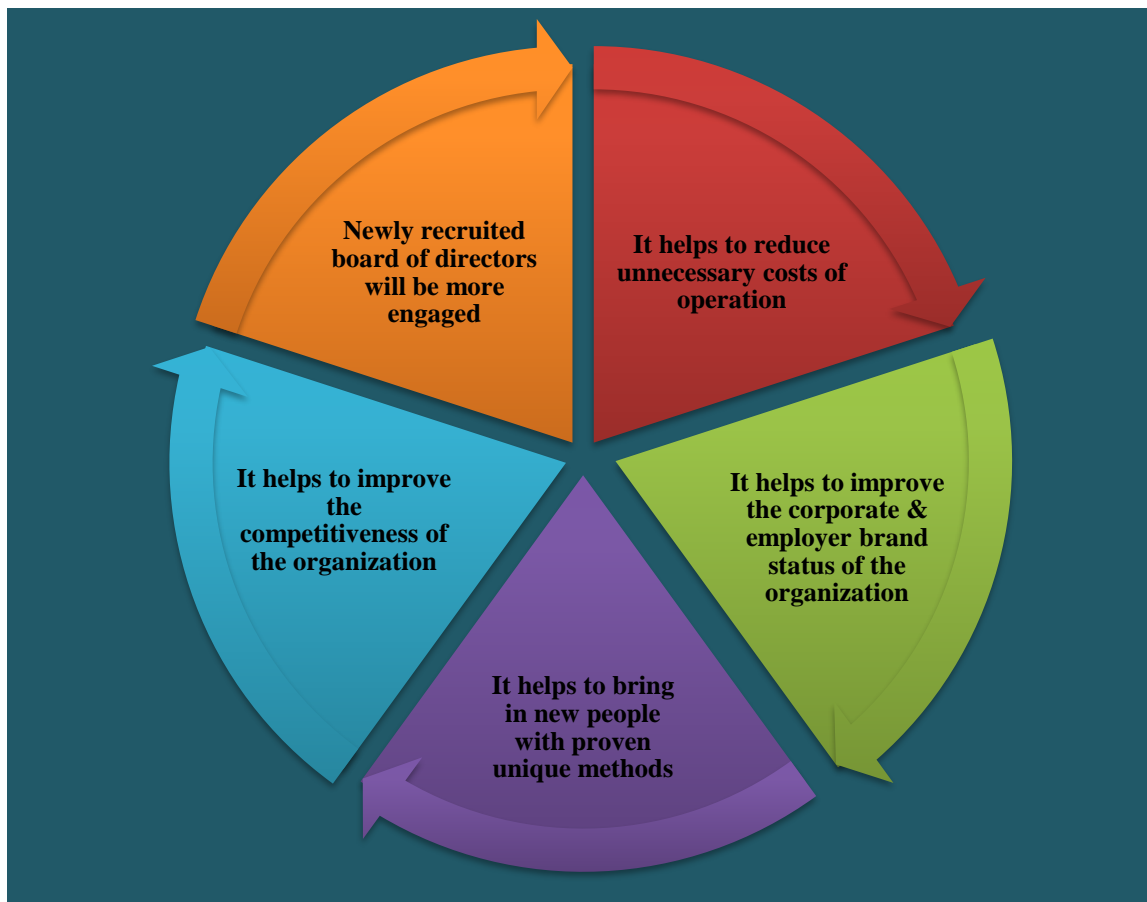 Newly recruited
board of directors
will be more
engaged
It helps to reduce
unnecessary costs of
operation
It helps to improve
the
competitiveness of
the organization
It helps to improve
the corporate &
employer brand
status of the
organization
It helps to bring
in new people
with proven
unique methods